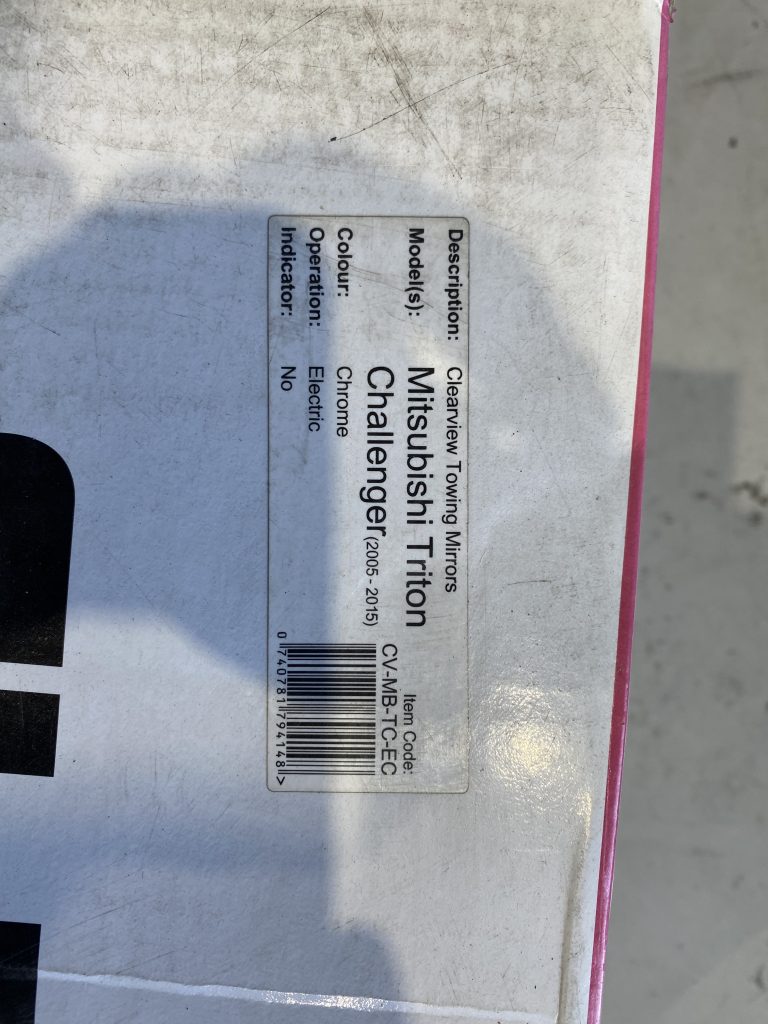 Description: Clearview Towing Mirrors
Model(s): Mitsubishi Triton
Challenger (2005 - 2015)
Colour: Chrome
Operation: Electric
Indicator: No
Item Code:
CV-MB-TC-EC
0 740781 794148 >